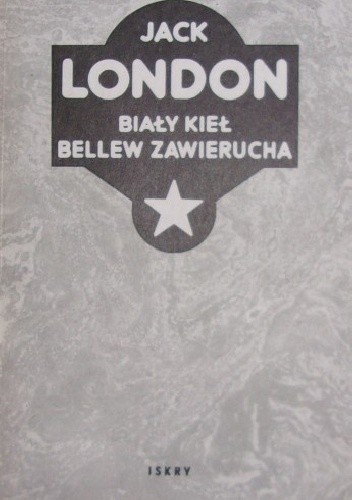 JACK
LONDON
BIAŁY KIEŁ
BELLEW ZAWIERUCHA
ISKRY